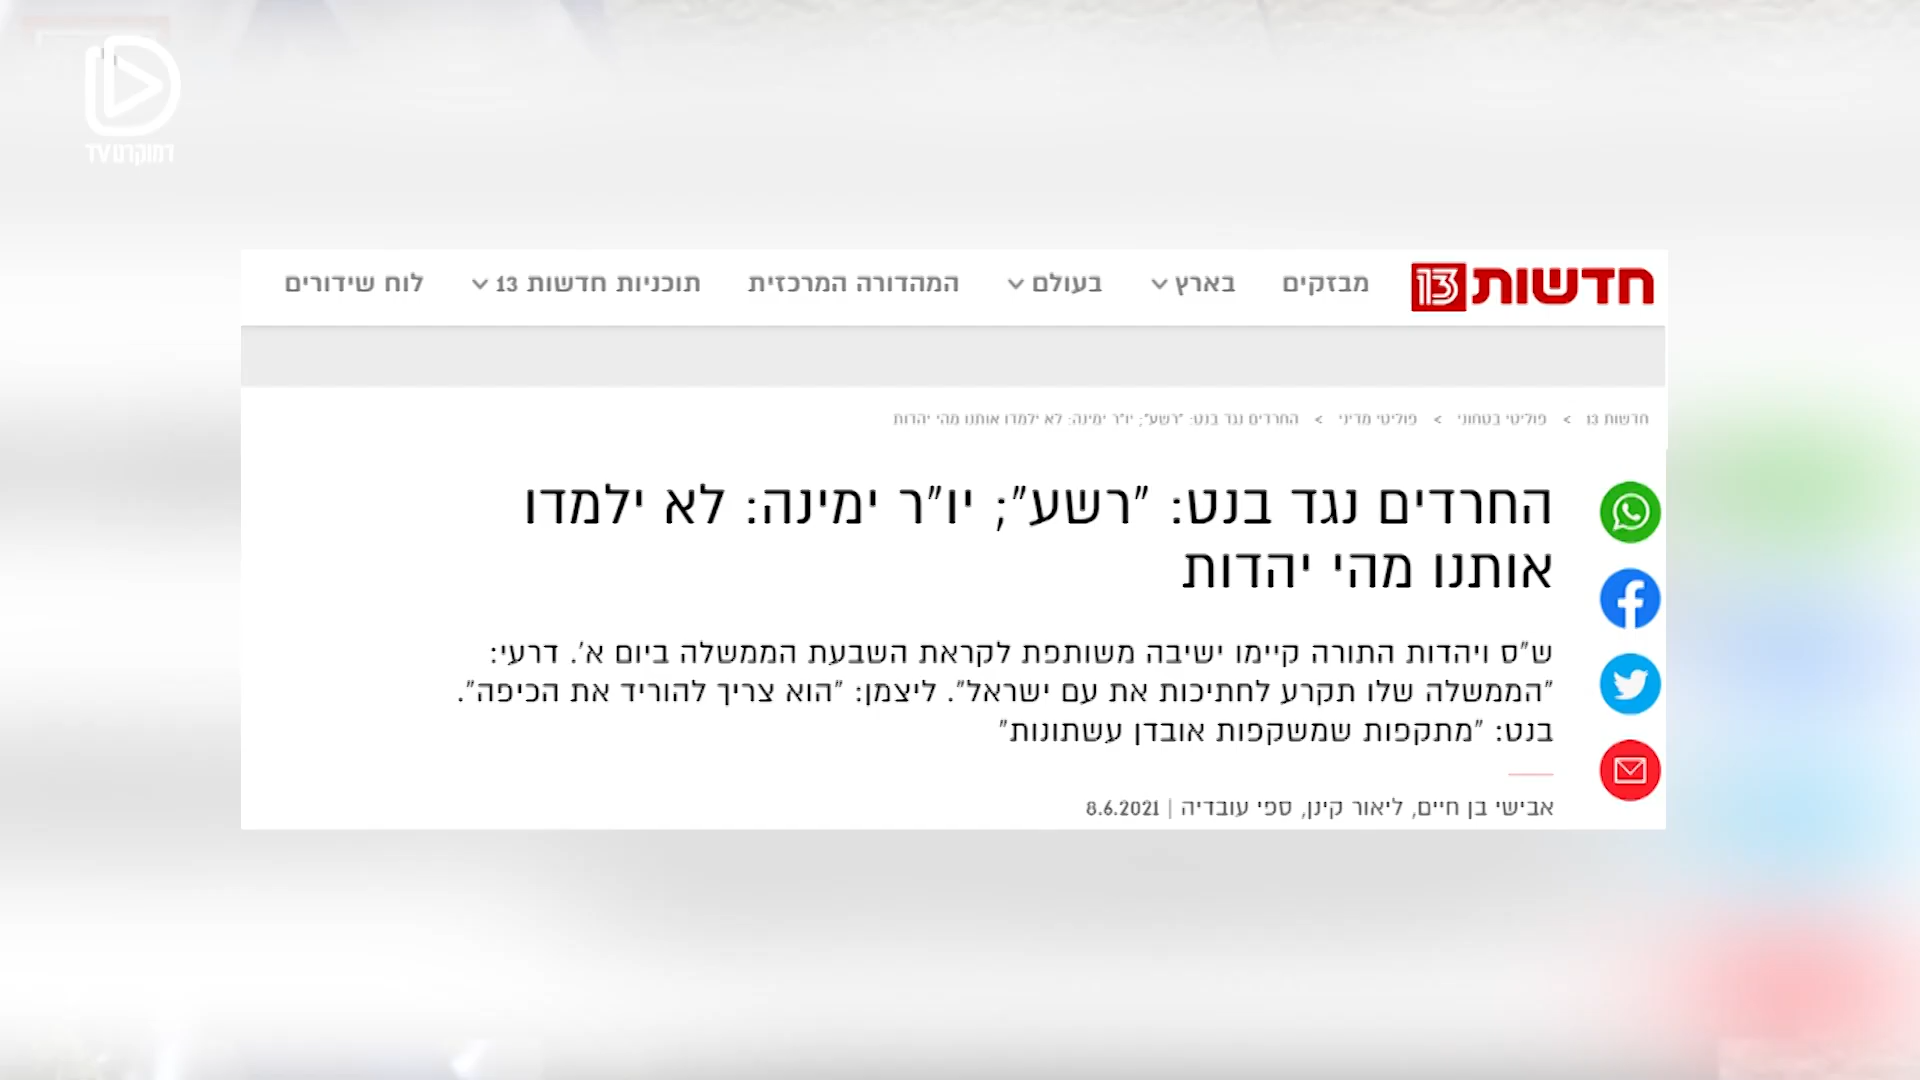 דמוקרטTV
חדשות 13 מבזקים בארץ בעולם המהדורה המרכזית תוכניות חדשות 13 לוח שידורים
חדשות 13 > פוליטי בטחוני > פוליטי מדיני > החרדים נגד בנט: "רשע"; יו"ר ימינה: לא ילמדו אותנו מהי יהדות
החרדים נגד בנט: "רשע"; יו"ר ימינה: לא ילמדו
אותנו מהי יהדות
ש"ס ויהדות התורה קיימו ישיבה משותפת לקראת השבעת הממשלה ביום א'. דרעי:
"הממשלה שלו תקרע לחתיכות את עם ישראל". ליצמן: "הוא צריך להוריד את הכיפה".
בנט: "מתקפות שמשקפות אובדן עשתונות"
אבישי בן חיים, ליאור קינן, ספי עובדיה | 8.6.2021